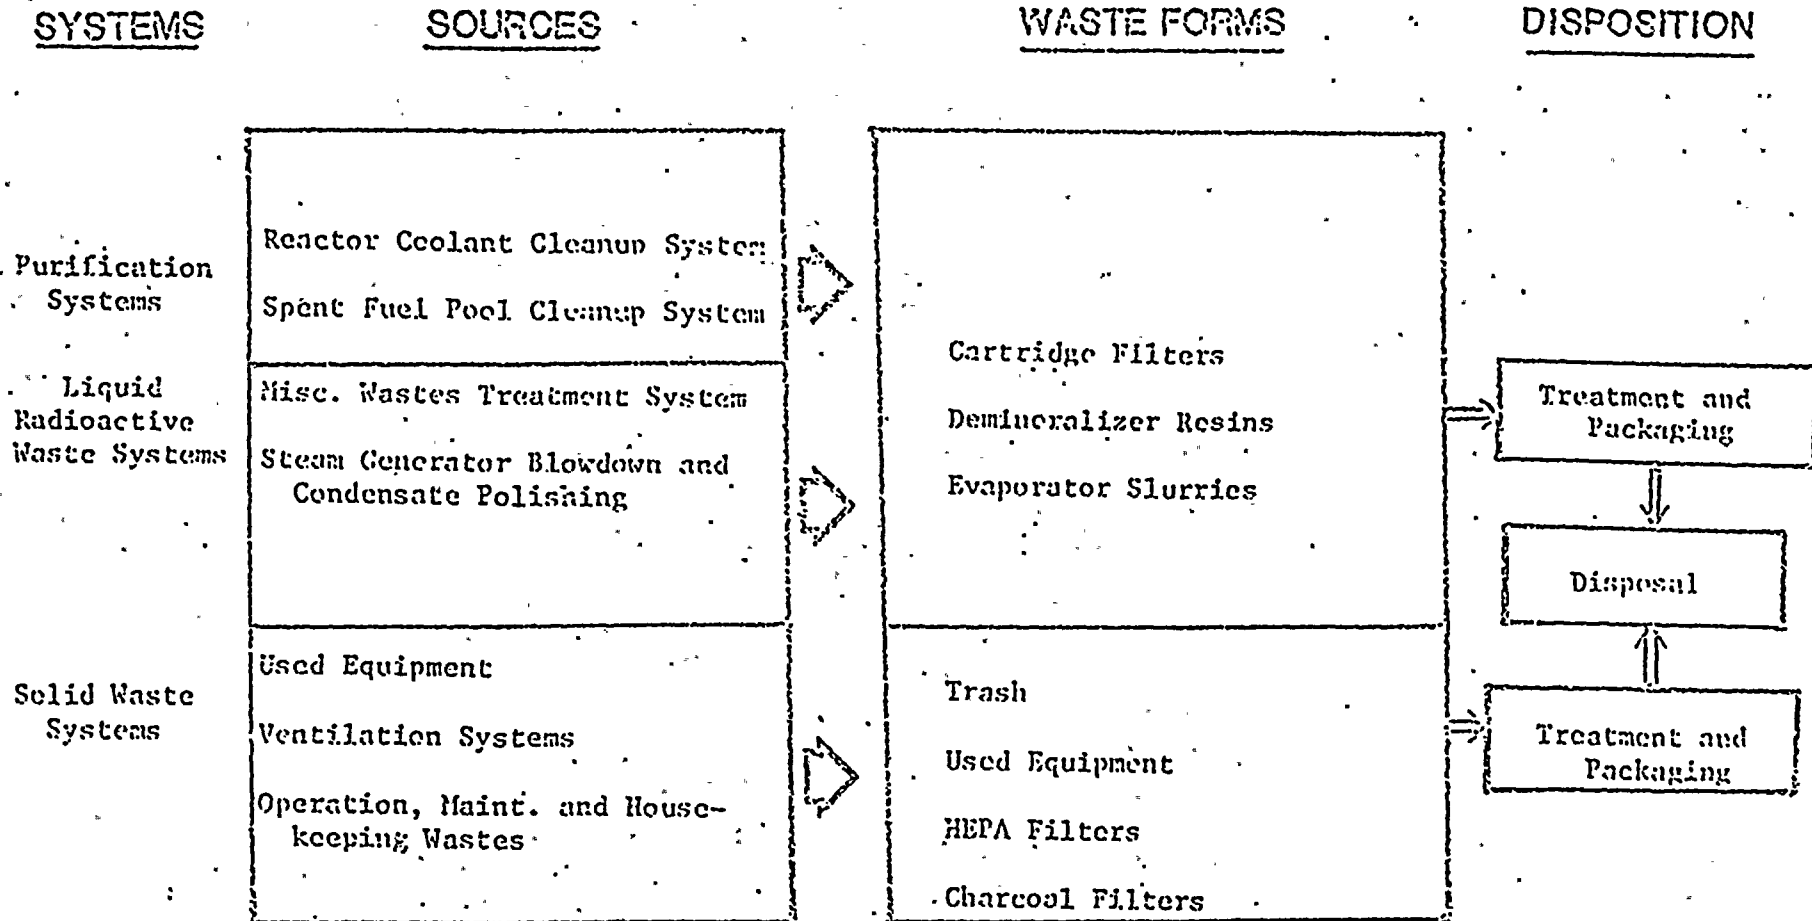 SYSTEMS
SOURCES
WASTE FORMS
DISPOSITION
Purification
Systems
Reactor Coolant Cleanup System
Spent Fuel Pool Cleanup System
Liquid
Radioactive
Waste Systems
Misc. Wastes Treatment System
Steam Generator Blowdown and
Condensate Polishing
Cartridge Filters
Demineralizer Resins
Evaporator Slurries
Treatment and
Packaging
Disposal
Solid Waste
Systems
Used Equipment
Ventilation Systems
Operation, Maint. and House-
keeping Wastes
Trash
Used Equipment
HEPA Filters
Charcoal Filters
Treatment and
Packaging